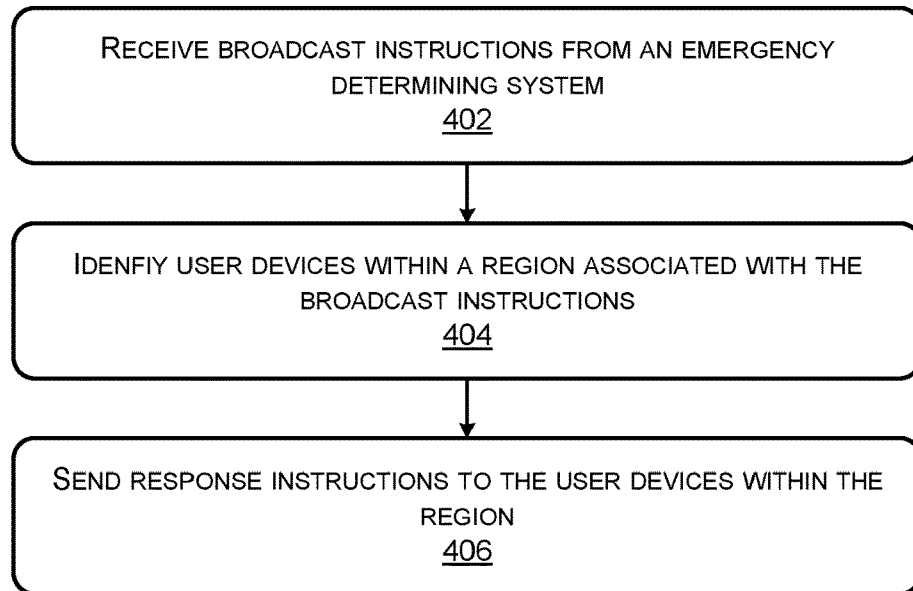 RECEIVE BROADCAST INSTRUCTIONS FROM AN EMERGENCY
DETERMINING SYSTEM
402
IDENFIY USER DEVICES WITHIN A REGION ASSOCIATED WITH THE
BROADCAST INSTRUCTIONS
404
SEND RESPONSE INSTRUCTIONS TO THE USER DEVICES WITHIN THE
REGION
406